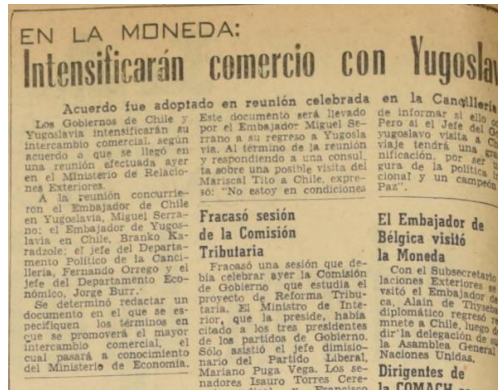 EN LA MONEDA:
Intensificarán comercio con Yugoslav
Acuerdo fue adoptado en reunión celebrada en la Cancillería
Los Gobiernos de Chile y
Yugoslavia intensificarán su
intercambio comercial, según
acuerdo a que se llegó en
una reunión efectuada ayer
en el Ministerio de Relacio-
nes Exteriores.
A la reunión concurrie-
ron el Embajador de Chile
en Yugoslavia, Miguel Serra-
no; el Embajador de Yugos-
lavia en Chile, Branko Ka-
radzole; el jefe del Departa-
mento Político de la Canci-
llería, Fernando Orrego y el
jefe del Departamento Eco-
nómico, Jorge Burr.
Se determinó redactar un
documento en el que se es-
pecifiquen los términos en
que se promoverá el mayor
intercambio comercial, el
cual pasará a conocimiento
del Ministerio de Economía.
Este documento será llevado
por el Embajador Miguel Se-
rrano a su regreso a Yugosla
via. Al término de la reunión
y respondiendo a una consul,
ta sobre una posible visita del
Mariscal Tito a Chile, expre-
só: "No estoy en condiciones
de informar si ello
Pero si el Jefe del
yugoslavo visita a
viaje tendrá una
nificación, por ser
gura de la política
cional y un campeón
Paz".
Fracasó sesión
de la Comisión
Tributaria
Fracasó una sesión que de-
bía celebrar ayer la Comisión
de Gobierno que estudia el
proyecto de Reforma Tribu-
taria. El Ministro de Inte-
rior, que la preside, había
citado a los tres presidentes
de los partidos de Gobierno.
Sólo asistió el jefe dimisio-
nario del Partido Liberal,
Mariano Puga Vega. Los se-
nadores Isauro Torres Cere-
El Embajador de
Bélgica visitó
la Moneda
Con el Subsecretario
laciones Exteriores se
visitó el Embajador de
ca, Alain de
diplomático regresó
mnete a Chile, luego
dir la delegación de
la Asamblea General
Naciones Unidas.
Dirigentes de
la COMACH